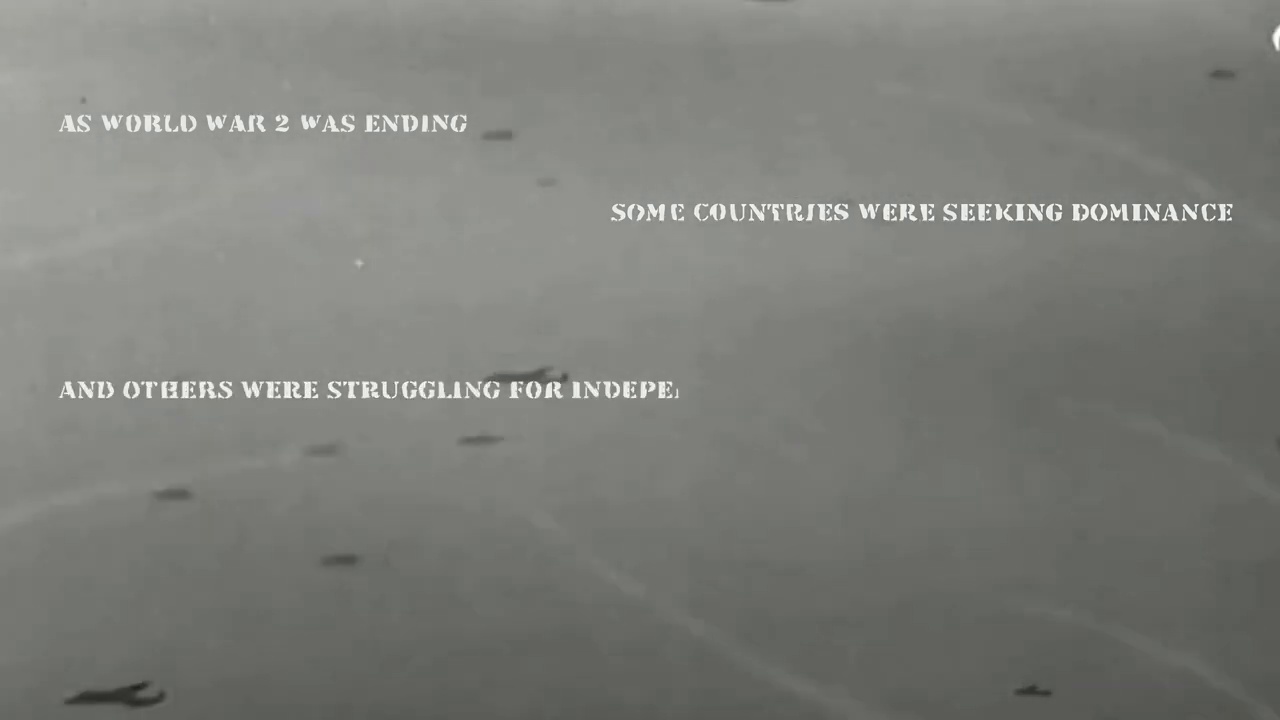 AS WORLD WAR 2 WAS ENDING
SOME COUNTRIES WERE SEEKING DOMINANCE
AND OTHERS WERE STRUGGLING FOR INDEPE